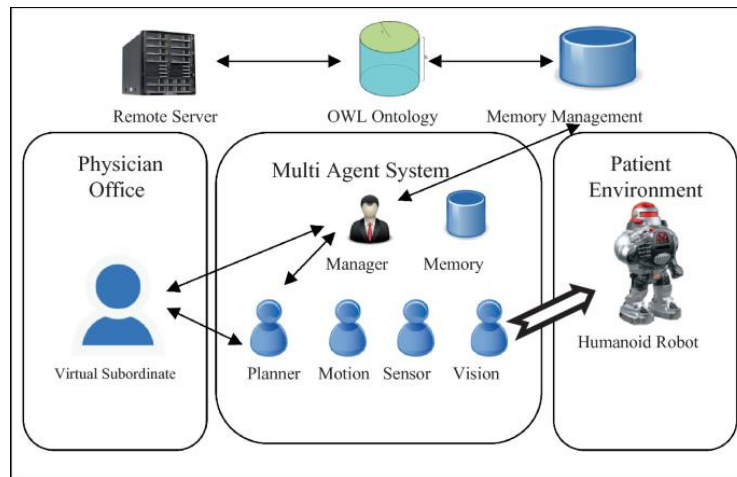 Remote Server
OWL Ontology
Memory Management
Physician
Office
Multi Agent System
Patient
Environment
Manager
Memory
Virtual Subordinate
Planner
Motion
Sensor
Vision
Humanoid Robot